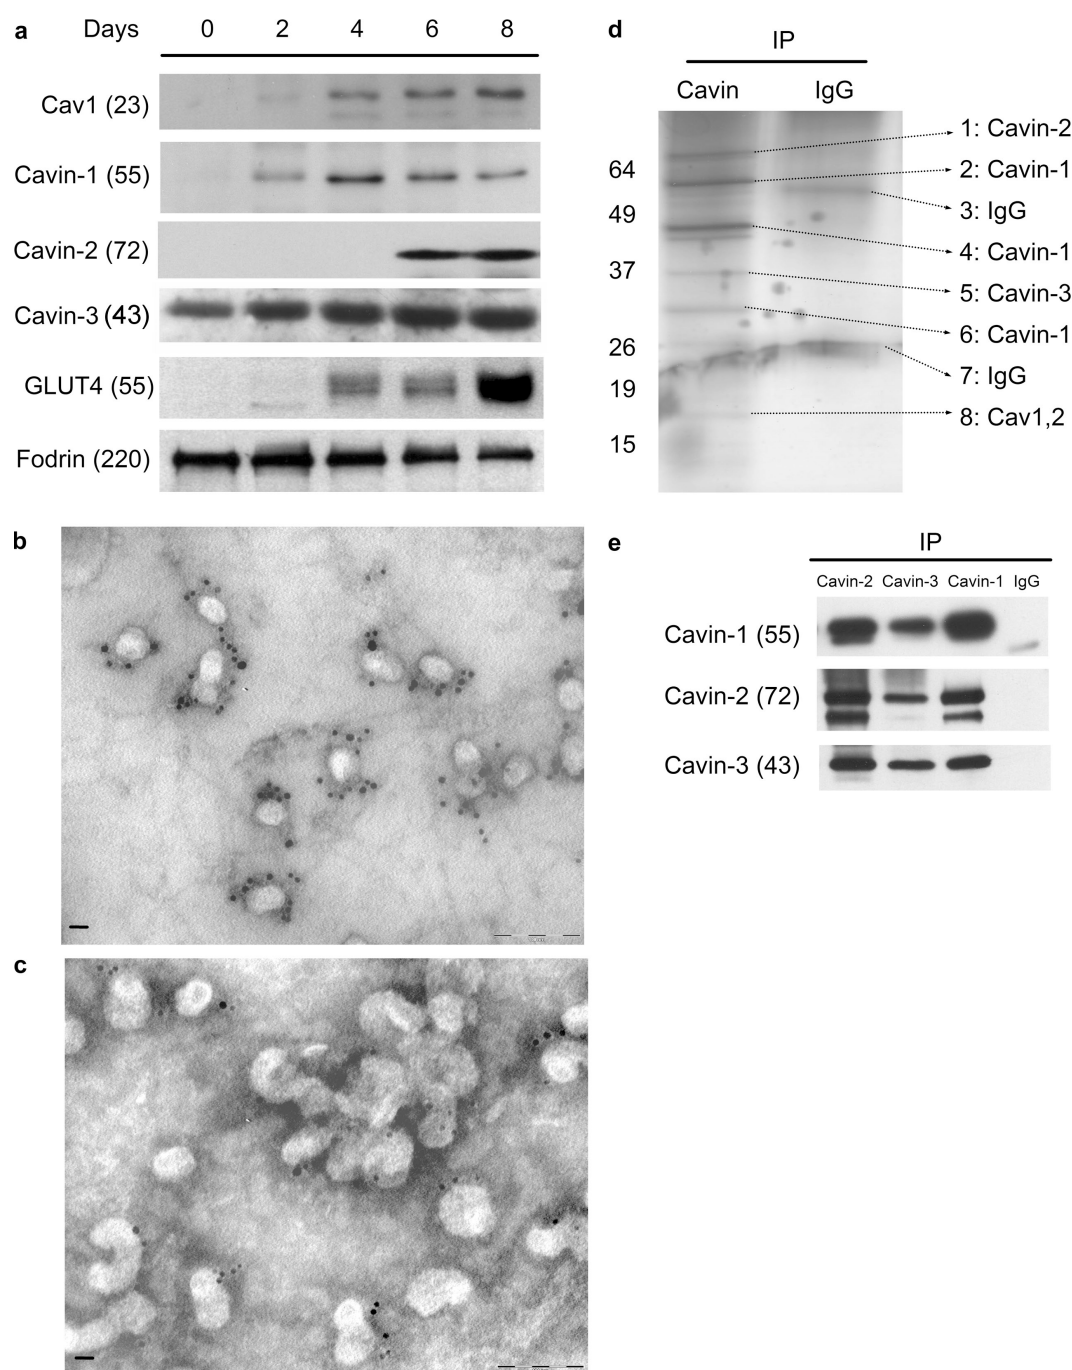 a Days 0 2 4 6 8
Cav1 (23)
Cavin-1 (55)
Cavin-2 (72)
Cavin-3 (43)
GLUT4 (55)
Fodrin (220)
b
c
d
IP
Cavin IgG
64
49
37
26
19
15
1: Cavin-2
2: Cavin-1
3: IgG
4: Cavin-1
5: Cavin-3
6: Cavin-1
7: IgG
8: Cav1,2
e
IP
Cavin-2 Cavin-3 Cavin-1 IgG
Cavin-1 (55)
Cavin-2 (72)
Cavin-3 (43)